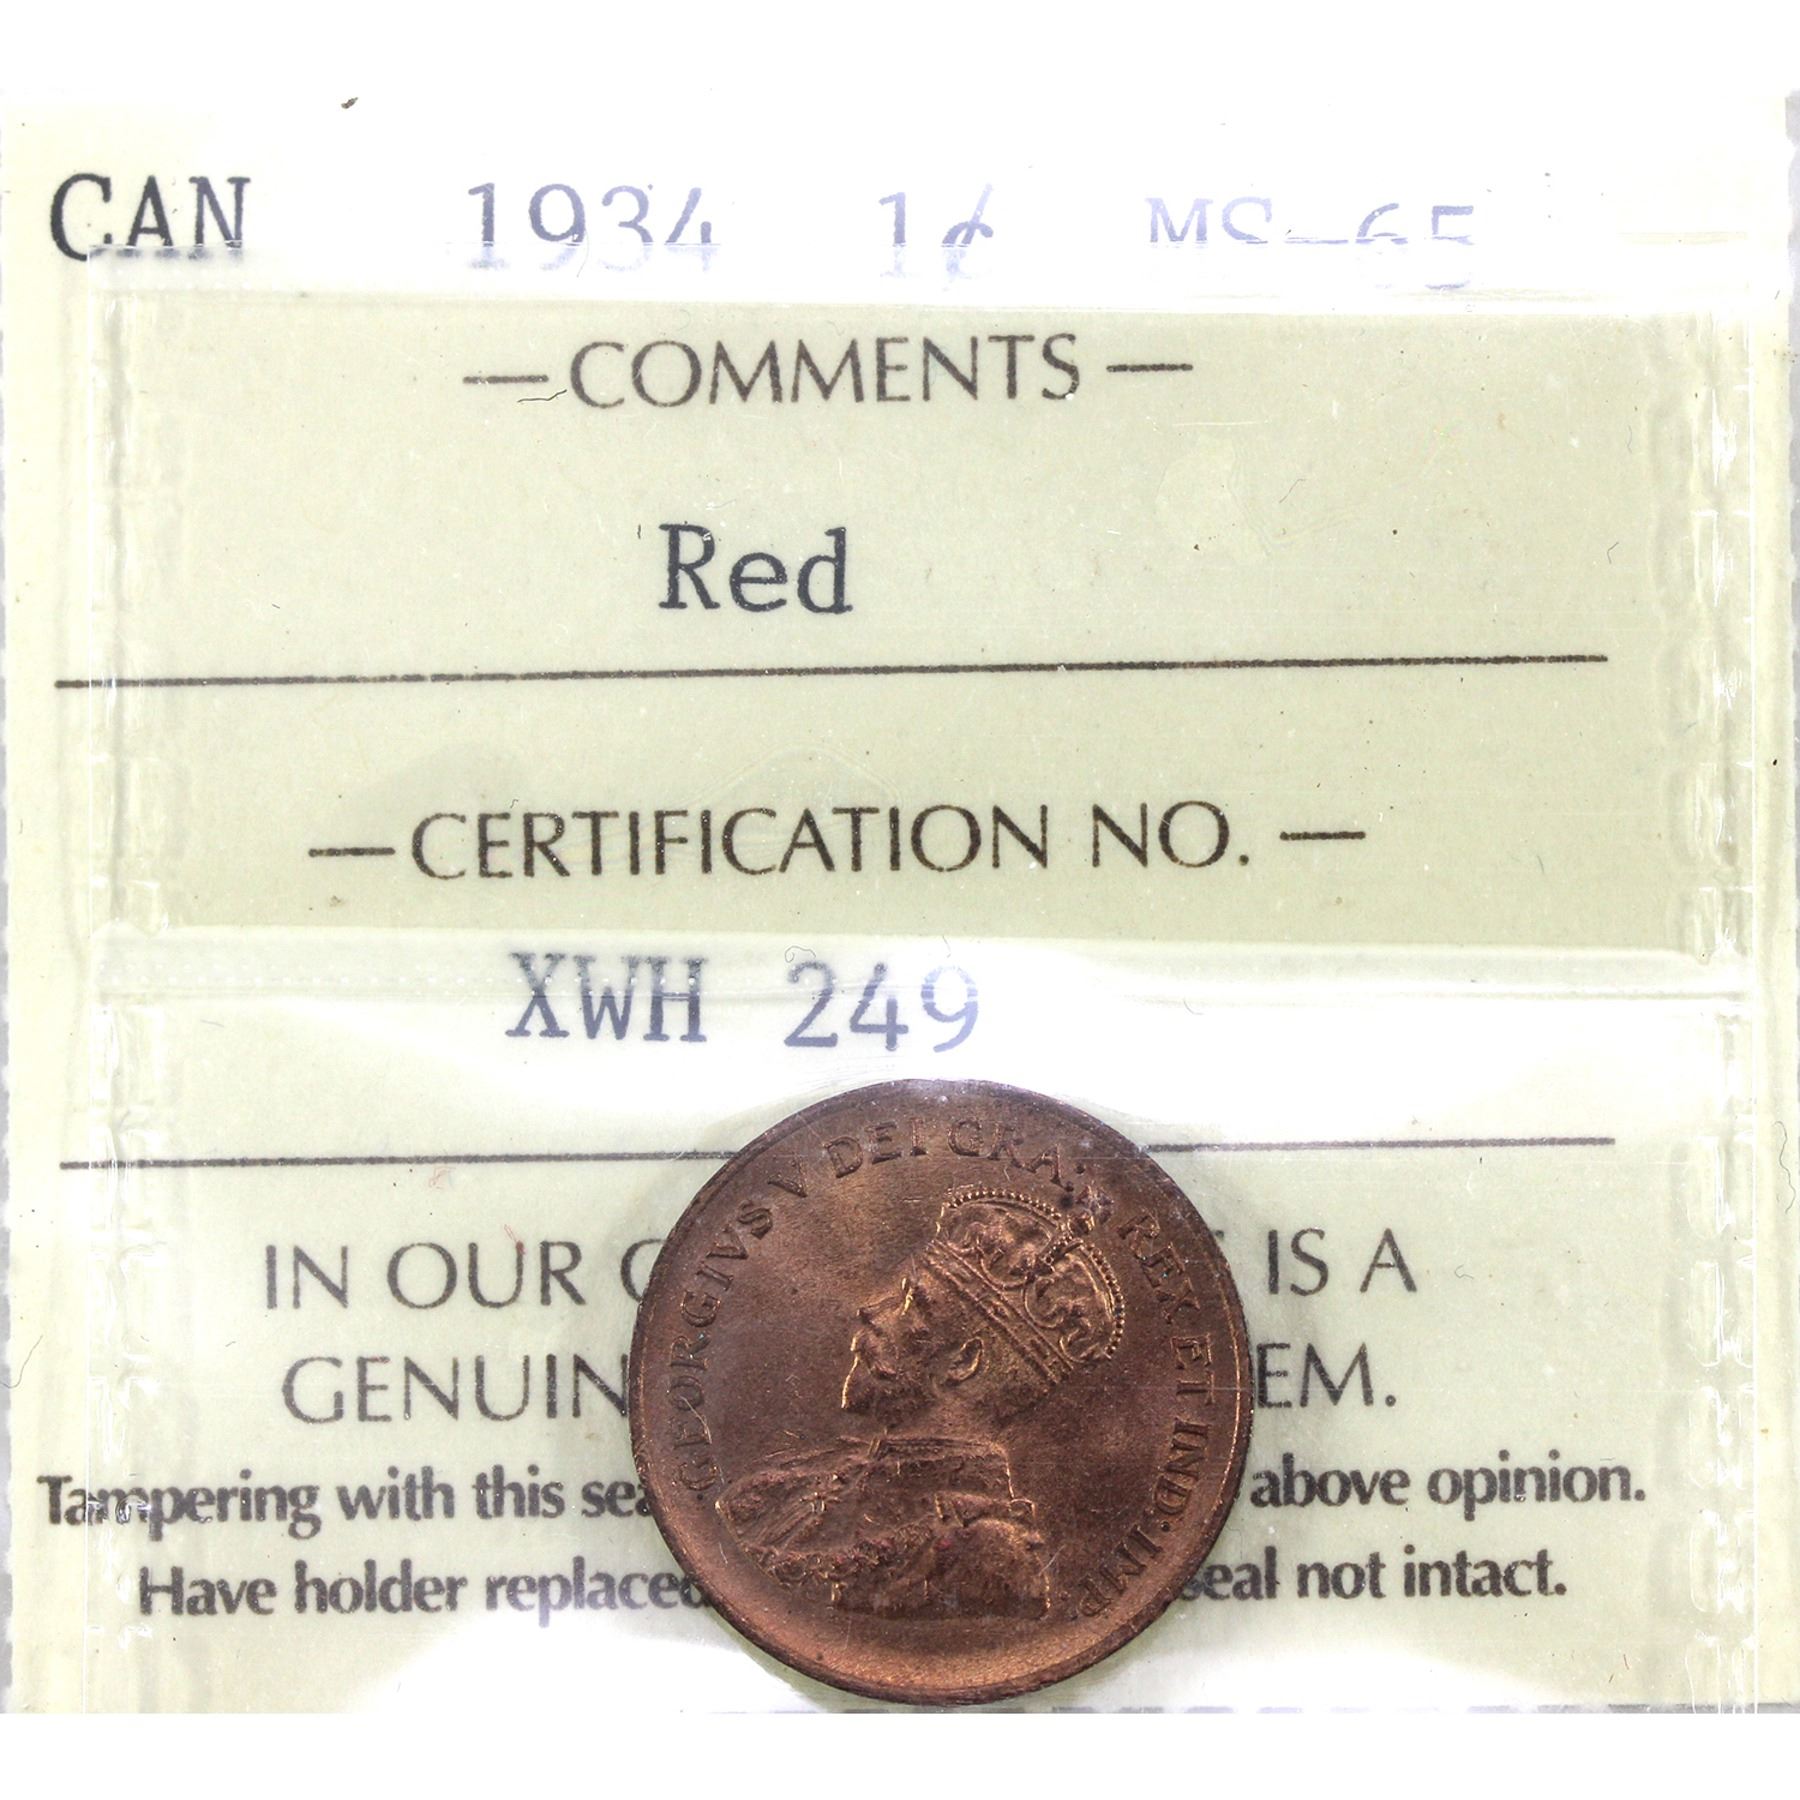 CAN 1934 1¢ MS-65
—COMMENTS—
Red
—CERTIFICATION NO.—
XWH 249
IN OUR IS A
GENUIN EM.
Tampering with this sea above opinion.
Have holder replaced seal not intact.
GEORGIVS V DEI GRA: REX ET IND:IMP: